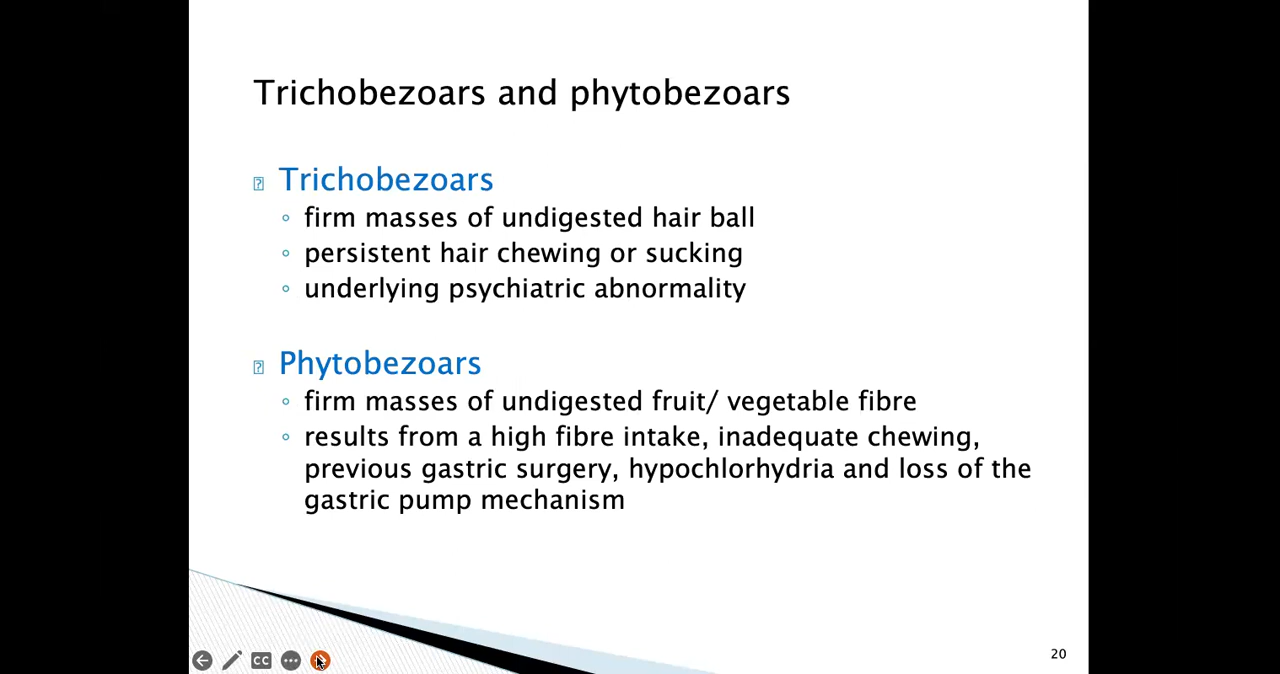 Trichobezoars and phytobezoars
Trichobezoars
◦ firm masses of undigested hair ball
◦ persistent hair chewing or sucking
◦ underlying psychiatric abnormality
Phytobezoars
◦ firm masses of undigested fruit/ vegetable fibre
◦ results from a high fibre intake, inadequate chewing,
previous gastric surgery, hypochlorhydria and loss of the
gastric pump mechanism
CC
20